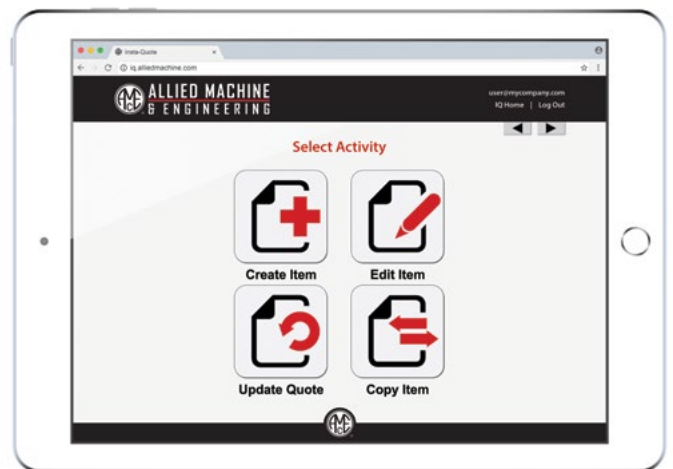 Insta-Quote
iq.alliedmachine.com
ALLIED MACHINE
& ENGINEERING
user@mycompany.com
IQ Home | Log Out
Select Activity
Create Item
Edit Item
Update Quote
Copy Item
AMEC